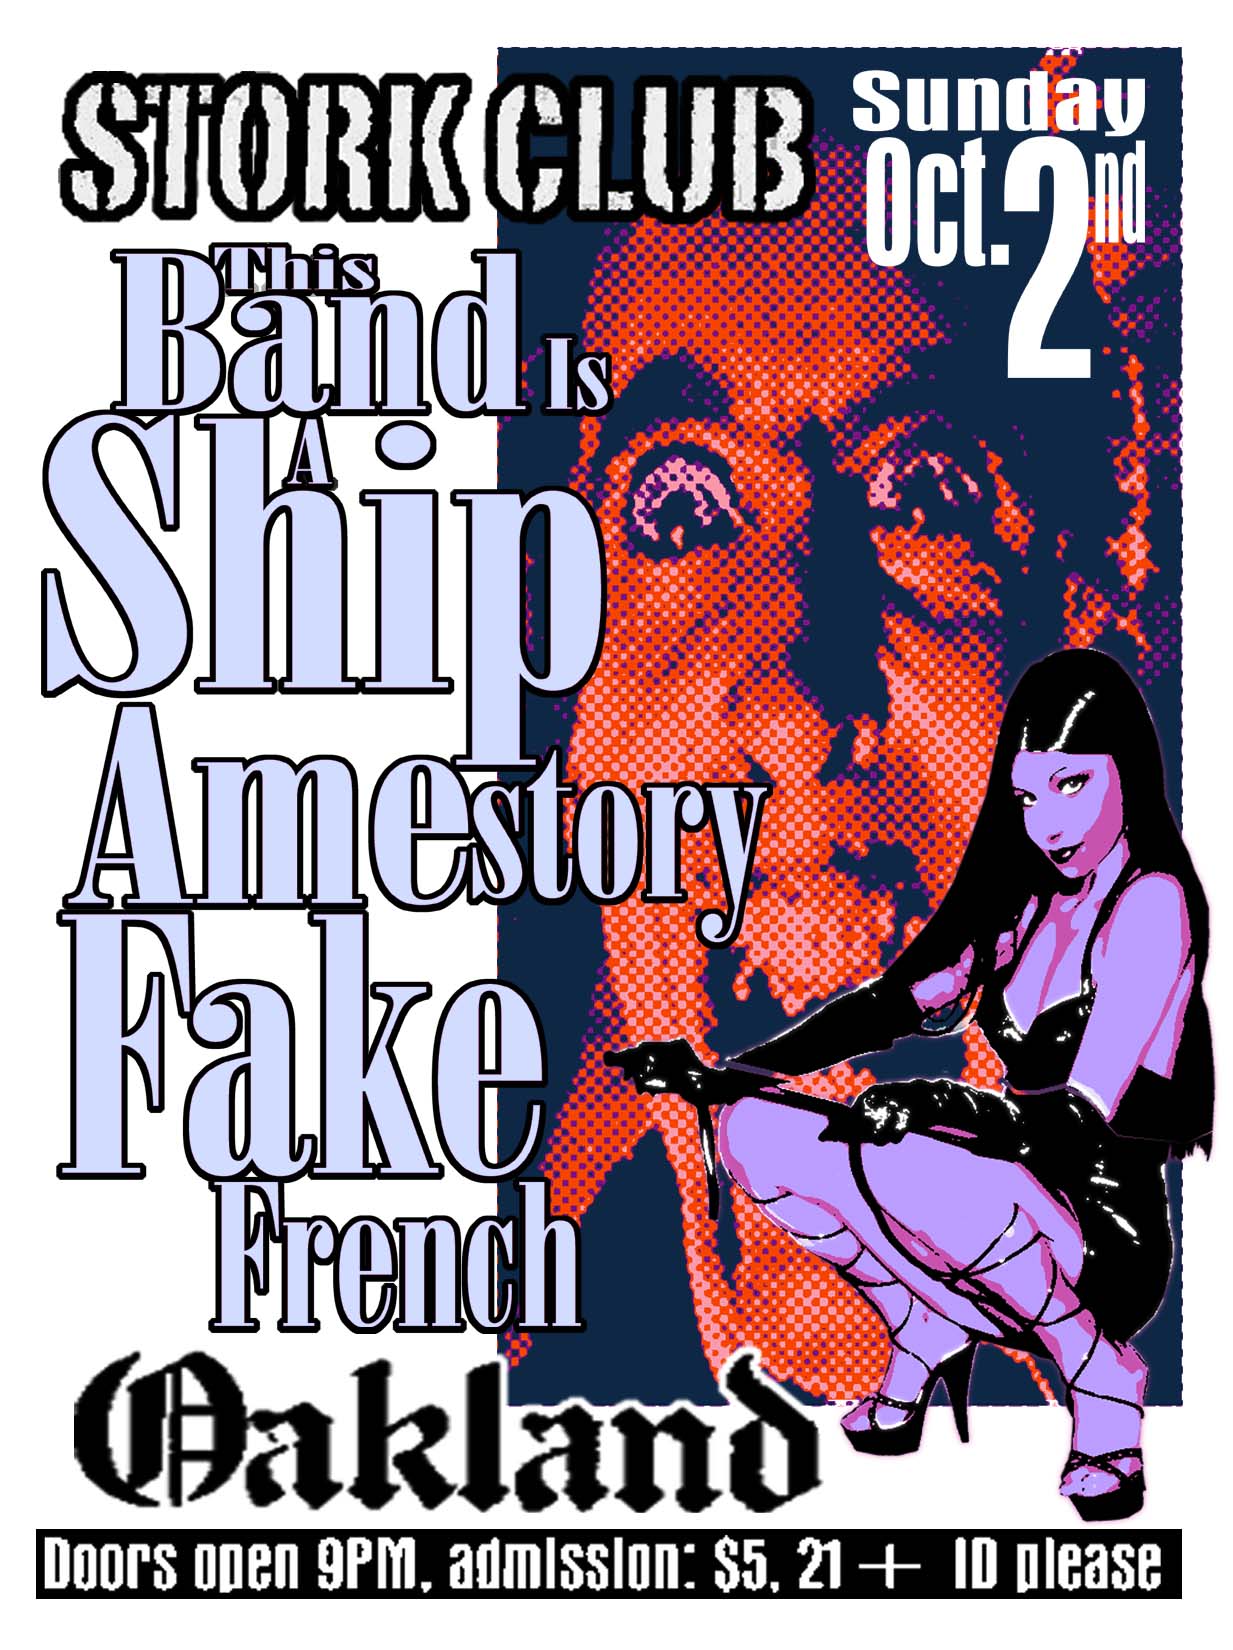 STORK CLUB
Sunday
Oct. 2nd
This
Band Is
A
Ship
Amestory
Fake
French
Oakland
Doors open 9PM, admission: $5, 21 + ID please